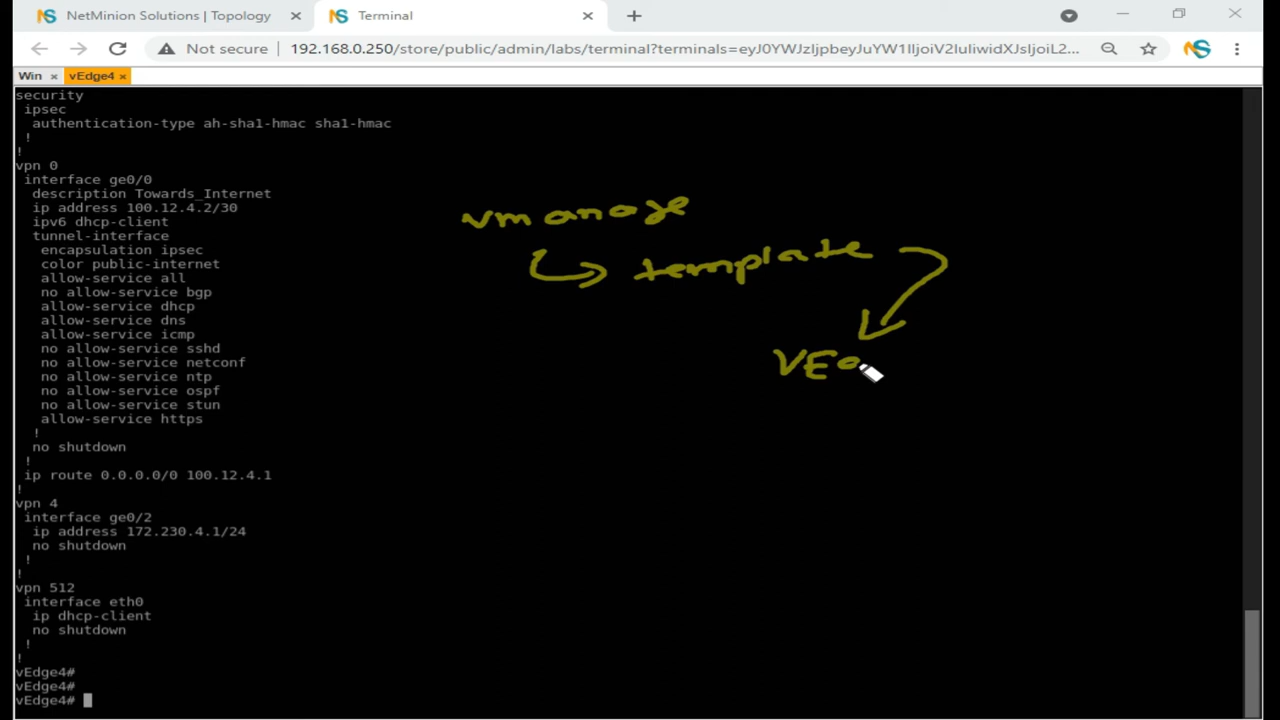 NetMinion Solutions | Topology
Terminal
Not secure
192.168.0.250/store/public/admin/labs/terminal?terminals=eyJ0YWJzIjpbeyJuYW1lIjoiV2luIiwidXJsIjoiL2...
Win
vEdge4
security
ipsec
authentication-type ah-sha1-hmac sha1-hmac
!
!
vpn 0
interface ge0/0
description Towards_Internet
ip address 100.12.4.2/30
ipv6 dhcp-client
tunnel-interface
encapsulation ipsec
color public-internet
allow-service all
no allow-service bgp
allow-service dhcp
allow-service dns
allow-service icmp
no allow-service sshd
no allow-service netconf
no allow-service ntp
no allow-service ospf
no allow-service stun
allow-service https
!
no shutdown
!
ip route 0.0.0.0/0 100.12.4.1
!
vpn 4
interface ge0/2
ip address 172.230.4.1/24
no shutdown
!
!
vpn 512
interface eth0
ip dhcp-client
no shutdown
!
!
vEdge4#
vEdge4#
vEdge4#
vmanage
template